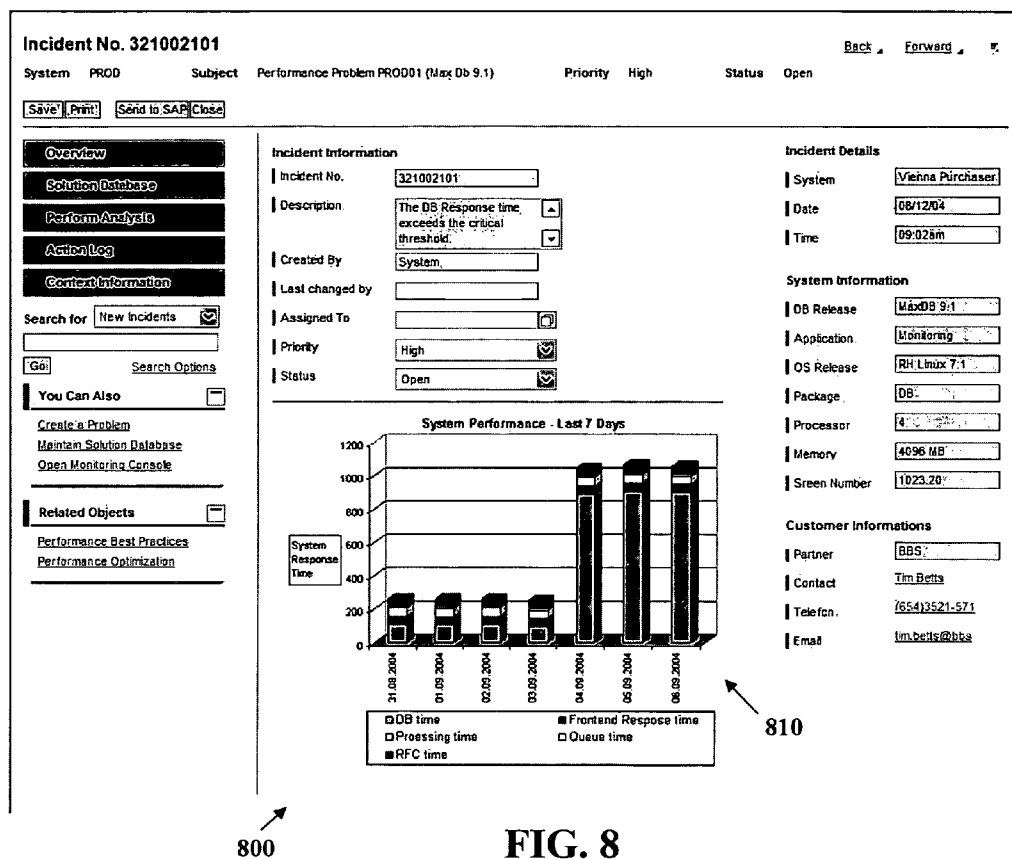 Incident No. 321002101
Back Forward
System PROD Subject Performance Problem PROD01 (Max Db 9.1) Priority High Status Open
Save Print Send to SAP Close
Overview
Solution Database
Perform Analysis
Action Log
Context Information
Search for New Incidents
Go Search Options
You Can Also
Create a Problem
Maintain Solution Database
Open Monitoring Console
Related Objects
Performance Best Practices
Performance Optimization
Incident Information
Incident No. 321002101
Description The DB Response time
exceeds the critical
threshold.
Created By System
Last changed by
Assigned To
Priority High
Status Open
System Performance - Last 7 Days
System
Response
Time
1200
1000
800
600
400
200
0
31.08.2004
01.09.2004
02.09.2004
03.09.2004
04.09.2004
05.09.2004
06.09.2004
DB time
Frontend Respose time
Processing time
Queue time
RFC time
Incident Details
System Vienna Purchaser
Date 08/12/04
Time 09:02am
System Information
DB Release MaxDB 9.1
Application Monitoring
OS Release RH Linux 7.1
Package DB
Processor 4
Memory 4096 MB
Sreen Number 1023.20
Customer Informations
Partner BBS
Contact Tim Betts
Telefon (654)3521-571
Email tim.betts@bbs
810
800
FIG. 8